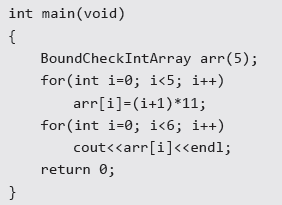 int main(void)
{
    BoundCheckIntArray arr(5);
    for(int i=0; i<5; i++)
        arr[i]=(i+1)*11;
    for(int i=0; i<6; i++)
        cout<<arr[i]<<endl;
    return 0;
}